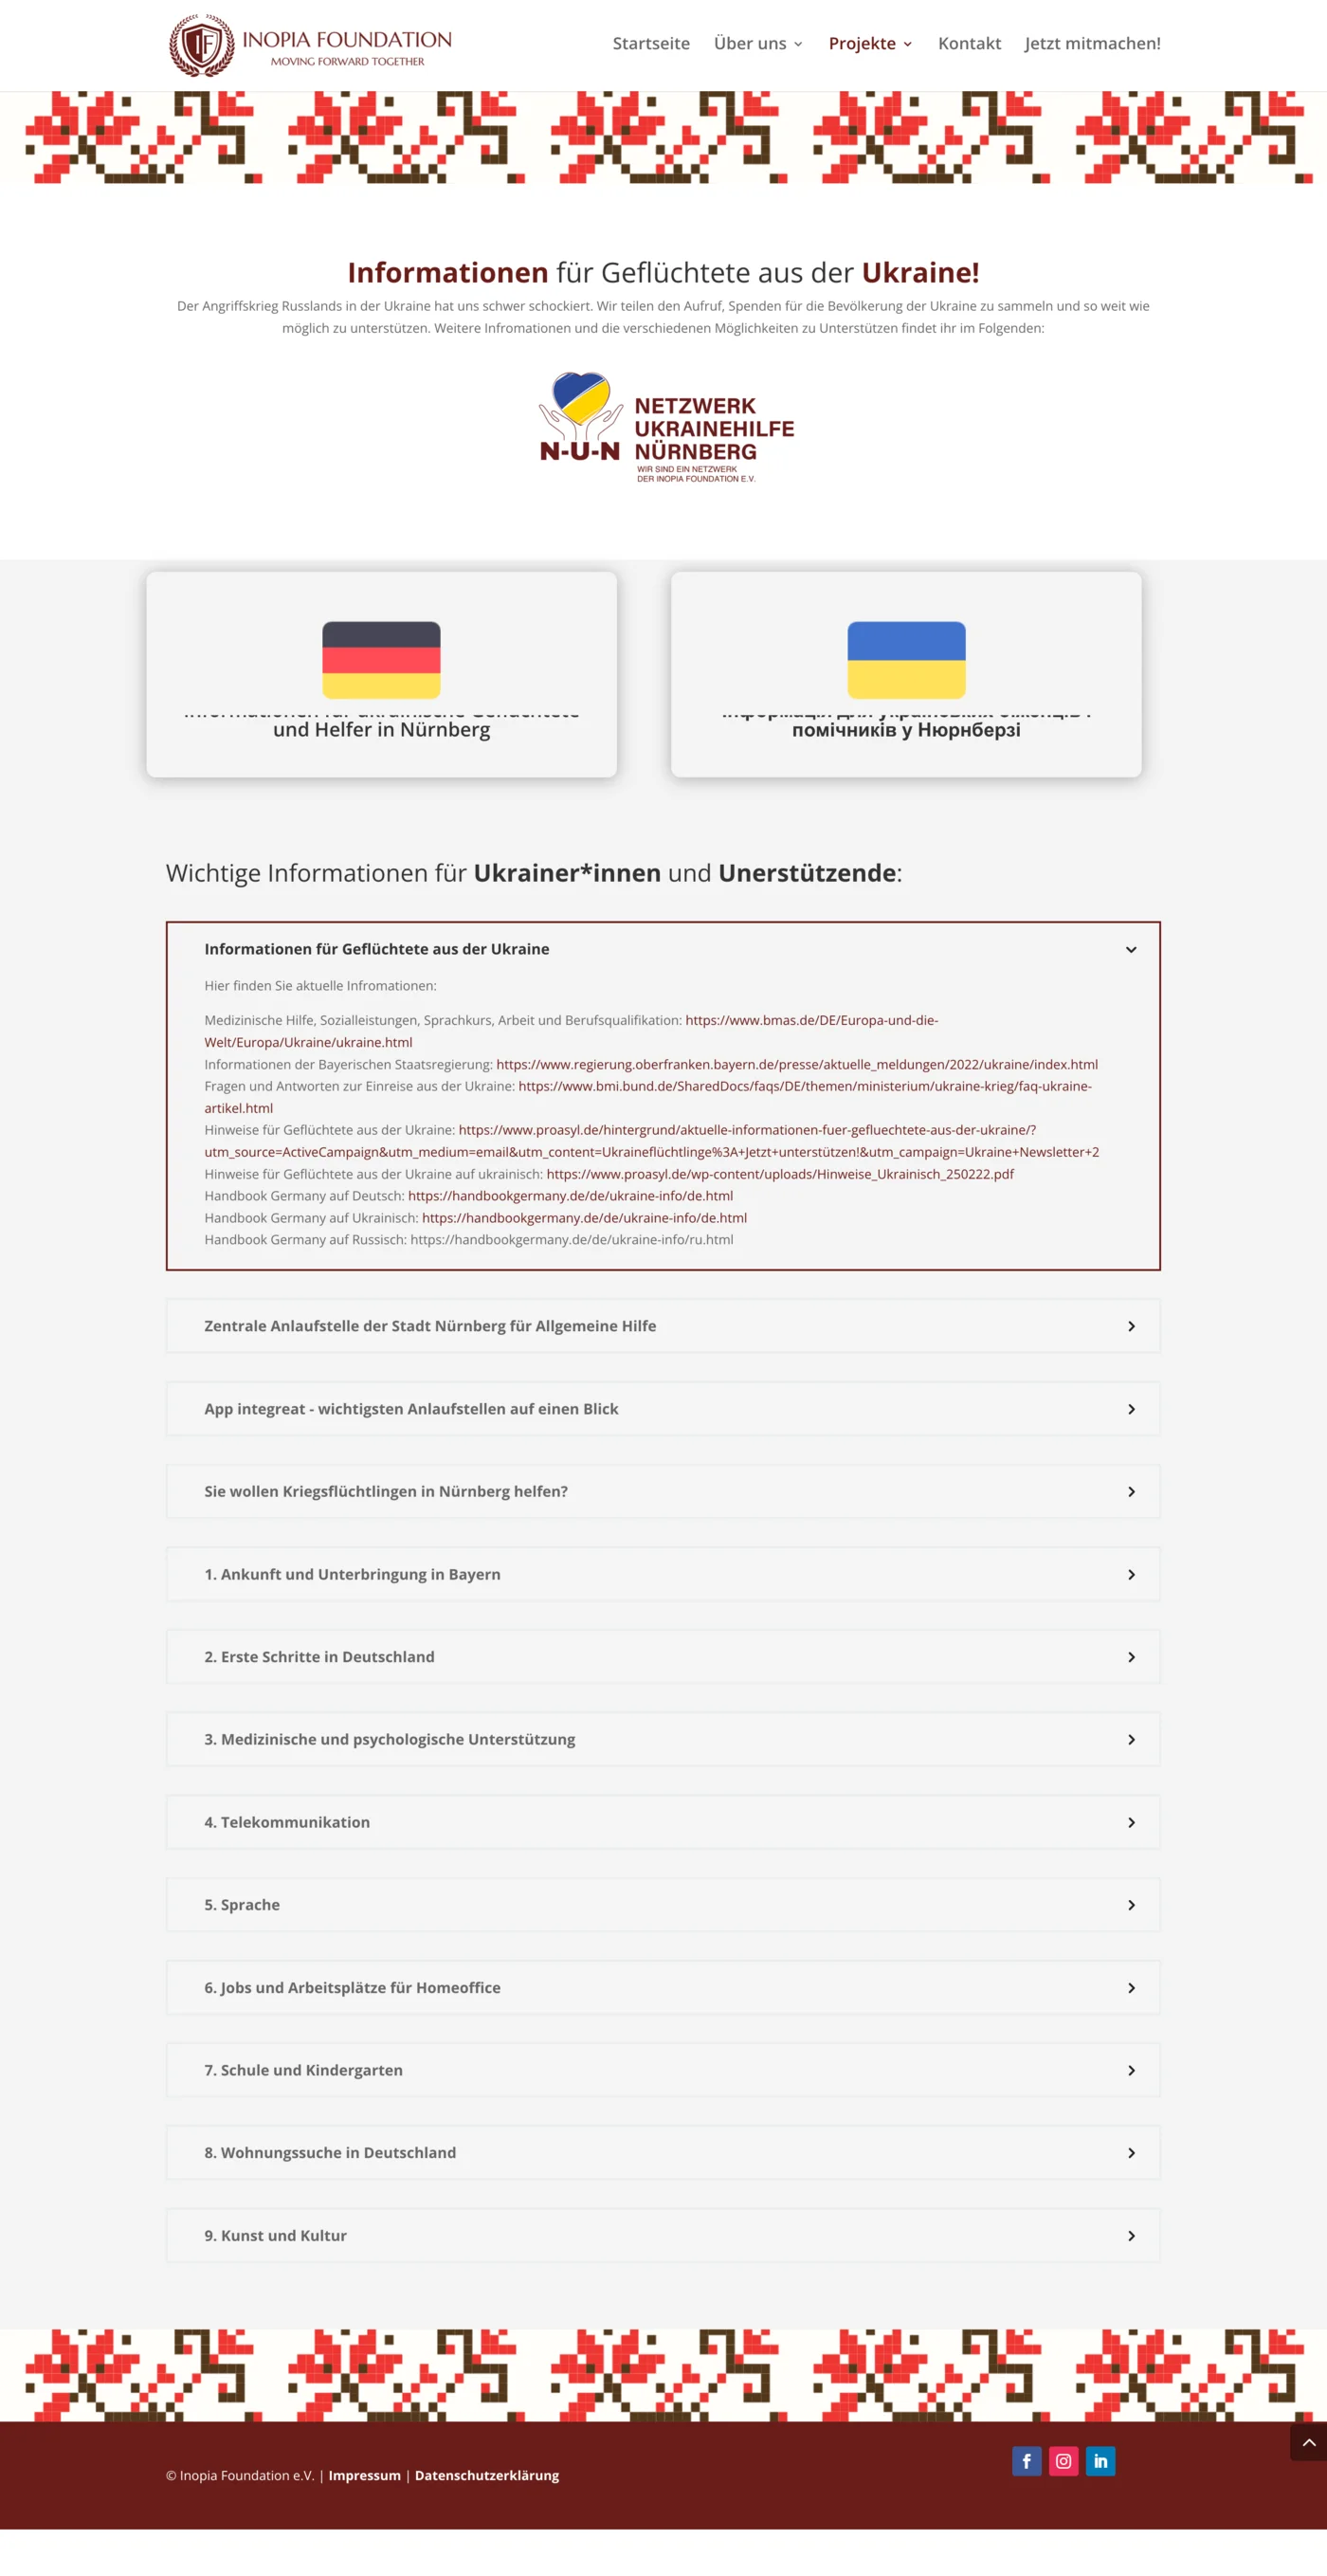 IF
INOPIA FOUNDATION
MOVING FORWARD TOGETHER
Startseite Über uns Projekte Kontakt Jetzt mitmachen!
Informationen für Geflüchtete aus der Ukraine!
Der Angriffskrieg Russlands in der Ukraine hat uns schwer schockiert. Wir teilen den Aufruf, Spenden für die Bevölkerung der Ukraine zu sammeln und so weit wie
möglich zu unterstützen. Weitere Infromationen und die verschiedenen Möglichkeiten zu Unterstützen findet ihr im Folgenden:
N-U-N
NETZWERK
UKRAINEHILFE
NÜRNBERG
WIR SIND EIN NETZWERK
DER INOPIA FOUNDATION E.V.
Informationen für ukrainische Geflüchtete
und Helfer in Nürnberg
Інформація для українських біженців і
помічників у Нюрнберзі
Wichtige Informationen für Ukrainer*innen und Unerstützende:
Informationen für Geflüchtete aus der Ukraine
Hier finden Sie aktuelle Infromationen:
Medizinische Hilfe, Sozialleistungen, Sprachkurs, Arbeit und Berufsqualifikation: https://www.bmas.de/DE/Europa-und-die-
Welt/Europa/Ukraine/ukraine.html
Informationen der Bayerischen Staatsregierung: https://www.regierung.oberfranken.bayern.de/presse/aktuelle_meldungen/2022/ukraine/index.html
Fragen und Antworten zur Einreise aus der Ukraine: https://www.bmi.bund.de/SharedDocs/faqs/DE/themen/ministerium/ukraine-krieg/faq-ukraine-
artikel.html
Hinweise für Geflüchtete aus der Ukraine: https://www.proasyl.de/hintergrund/aktuelle-informationen-fuer-gefluechtete-aus-der-ukraine/?
utm_source=ActiveCampaign&utm_medium=email&utm_content=Ukraineflüchtlinge%3A+Jetzt+unterstützen!&utm_campaign=Ukraine+Newsletter+2
Hinweise für Geflüchtete aus der Ukraine auf ukrainisch: https://www.proasyl.de/wp-content/uploads/Hinweise_Ukrainisch_250222.pdf
Handbook Germany auf Deutsch: https://handbookgermany.de/de/ukraine-info/de.html
Handbook Germany auf Ukrainisch: https://handbookgermany.de/de/ukraine-info/de.html
Handbook Germany auf Russisch: https://handbookgermany.de/de/ukraine-info/ru.html
Zentrale Anlaufstelle der Stadt Nürnberg für Allgemeine Hilfe
App integreat - wichtigsten Anlaufstellen auf einen Blick
Sie wollen Kriegsflüchtlingen in Nürnberg helfen?
1. Ankunft und Unterbringung in Bayern
2. Erste Schritte in Deutschland
3. Medizinische und psychologische Unterstützung
4. Telekommunikation
5. Sprache
6. Jobs und Arbeitsplätze für Homeoffice
7. Schule und Kindergarten
8. Wohnungssuche in Deutschland
9. Kunst und Kultur
© Inopia Foundation e.V. | Impressum | Datenschutzerklärung